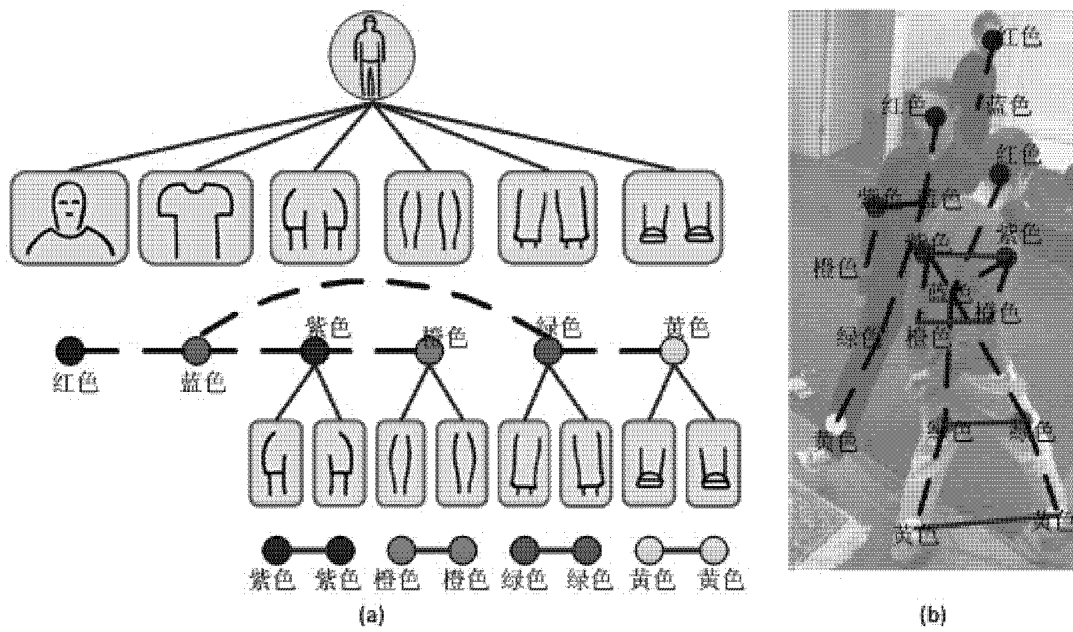 紫色 橙色 绿色 黄色
红色 蓝色
紫色 紫色 橙色 橙色 绿色 绿色 黄色 黄色
(a)
红色
红色 蓝色
红色
紫色 蓝色
紫色 紫色
橙色
蓝色 橙色
绿色 橙色
黄色 绿色 绿色
黄色 黄色
(b)